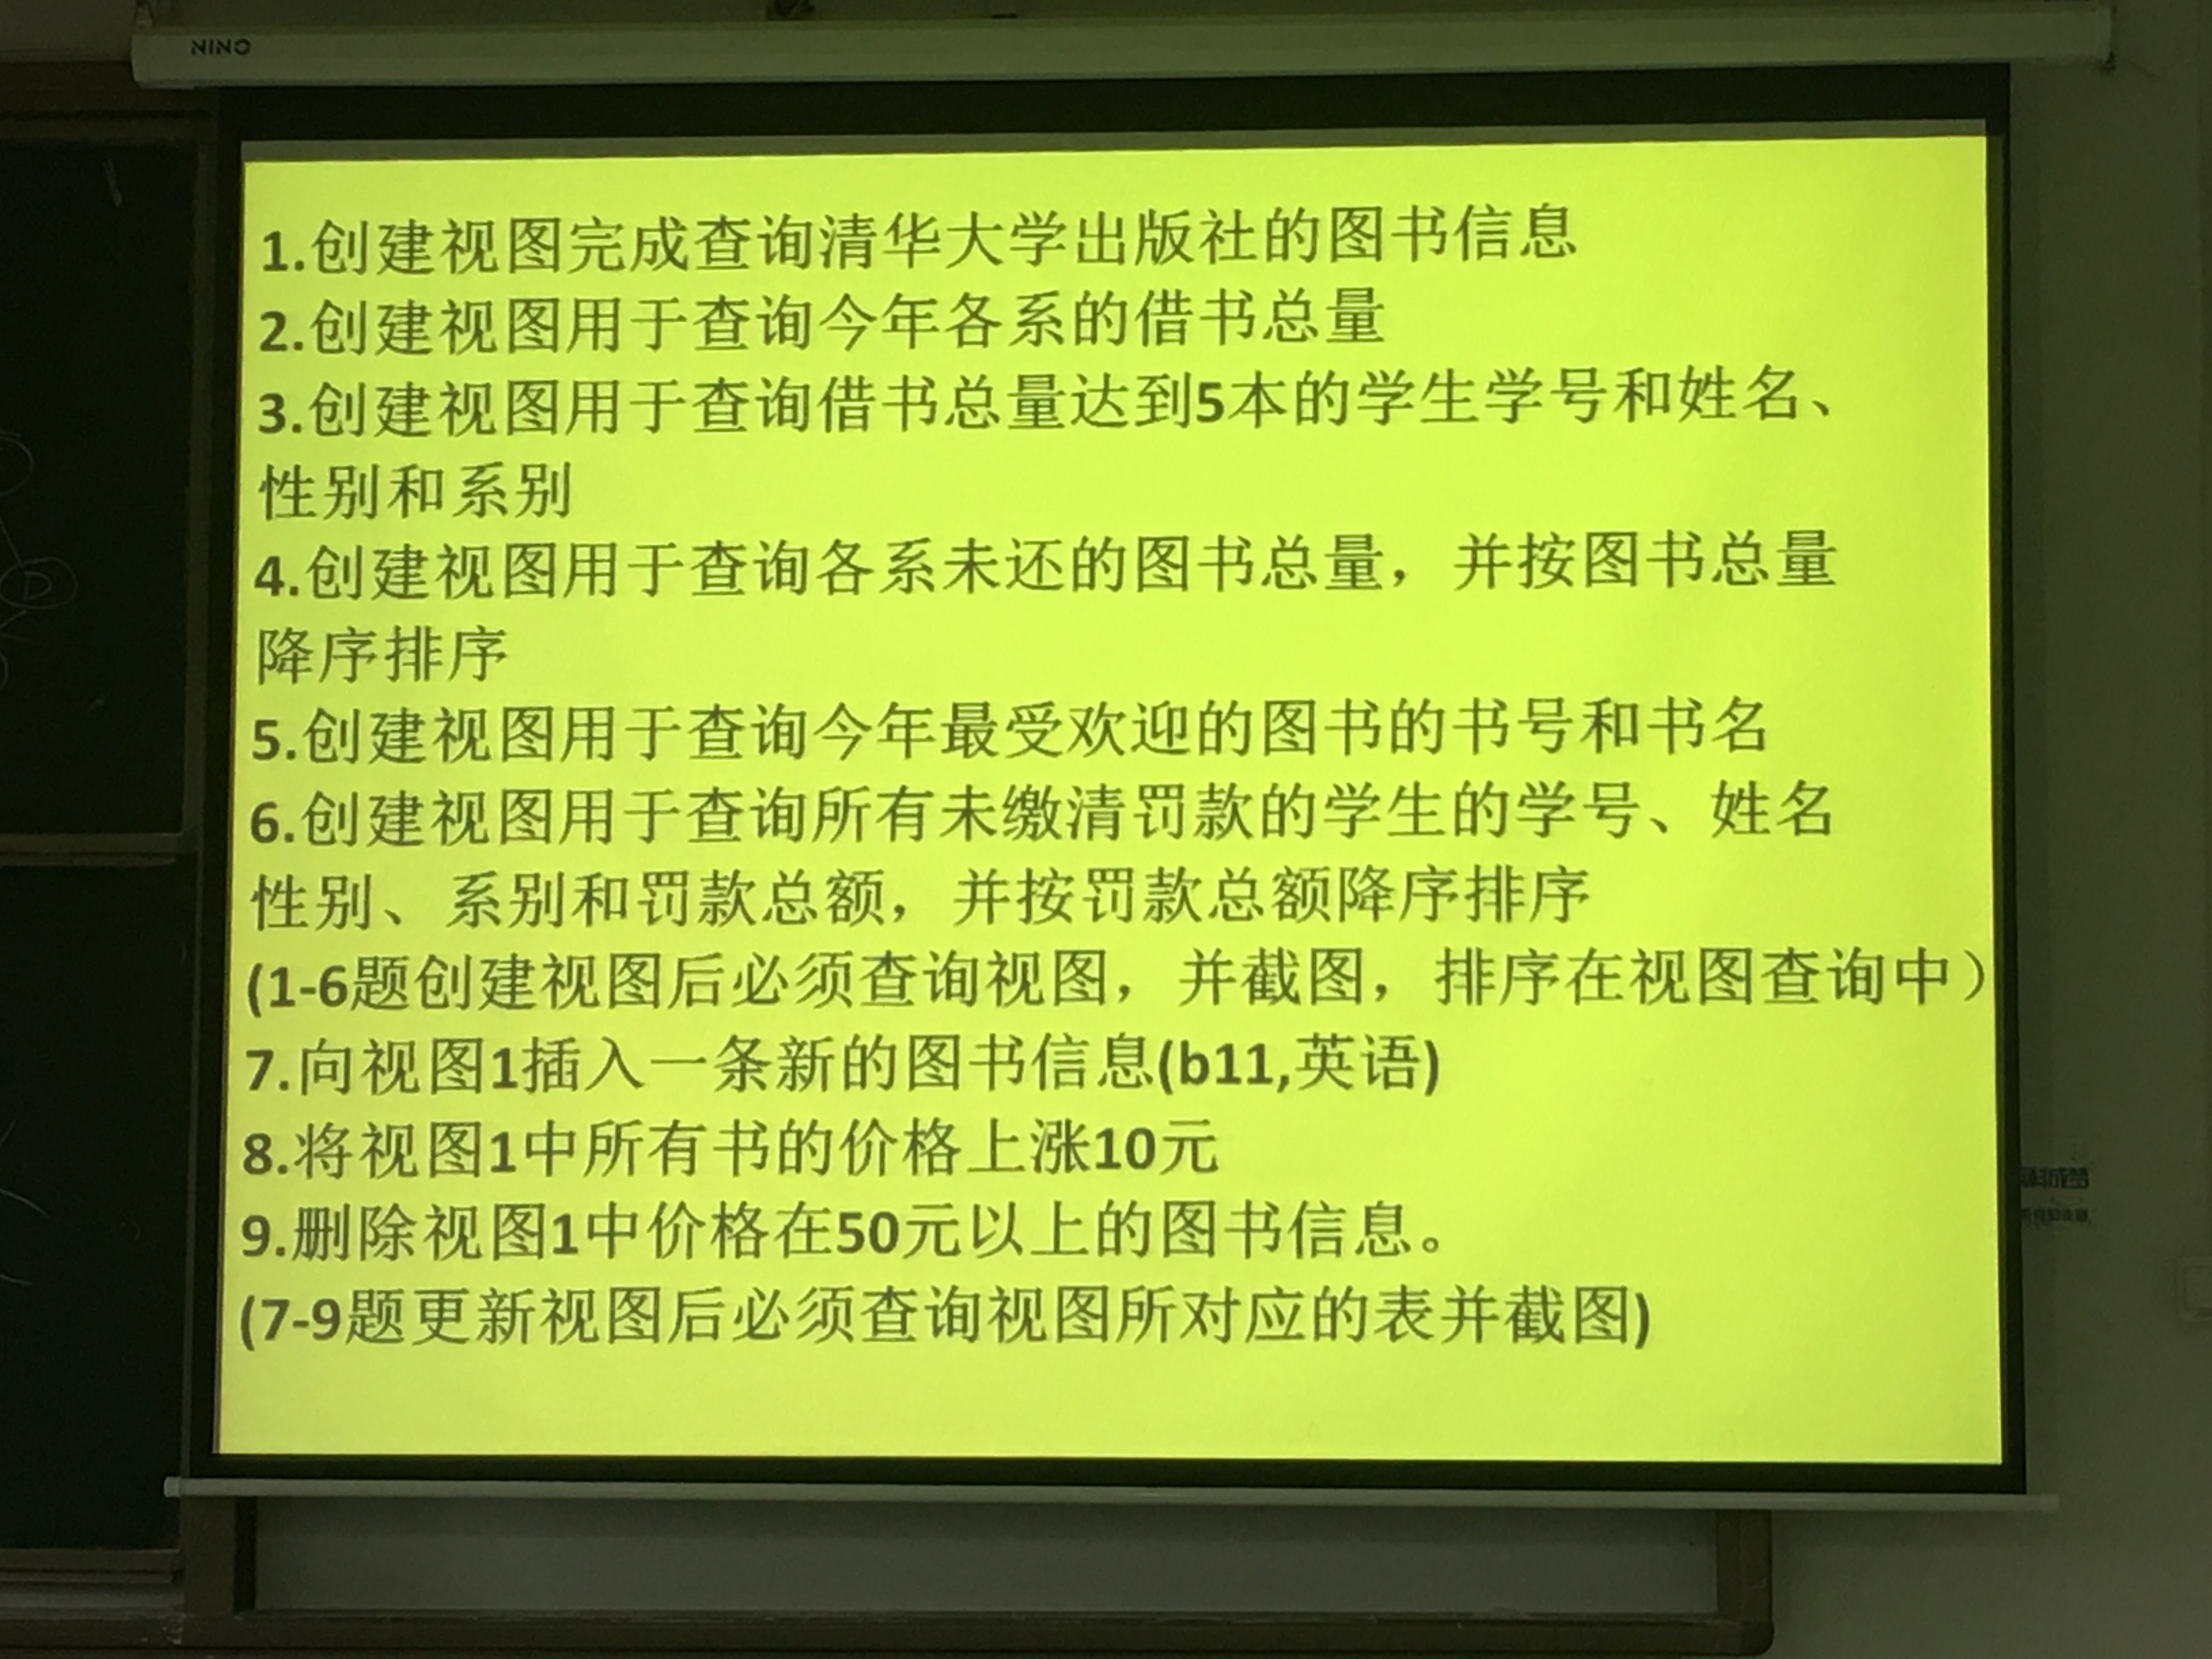 NINO
1.创建视图完成查询清华大学出版社的图书信息
2.创建视图用于查询今年各系的借书总量
3.创建视图用于查询借书总量达到5本的学生学号和姓名、
性别和系别
4.创建视图用于查询各系未还的图书总量，并按图书总量
降序排序
5.创建视图用于查询今年最受欢迎的图书的书号和书名
6.创建视图用于查询所有未缴清罚款的学生的学号、姓名
性别、系别和罚款总额，并按罚款总额降序排序
(1-6题创建视图后必须查询视图，并截图，排序在视图查询中）
7.向视图1插入一条新的图书信息(b11,英语)
8.将视图1中所有书的价格上涨10元
9.删除视图1中价格在50元以上的图书信息。
(7-9题更新视图后必须查询视图所对应的表并截图)
D